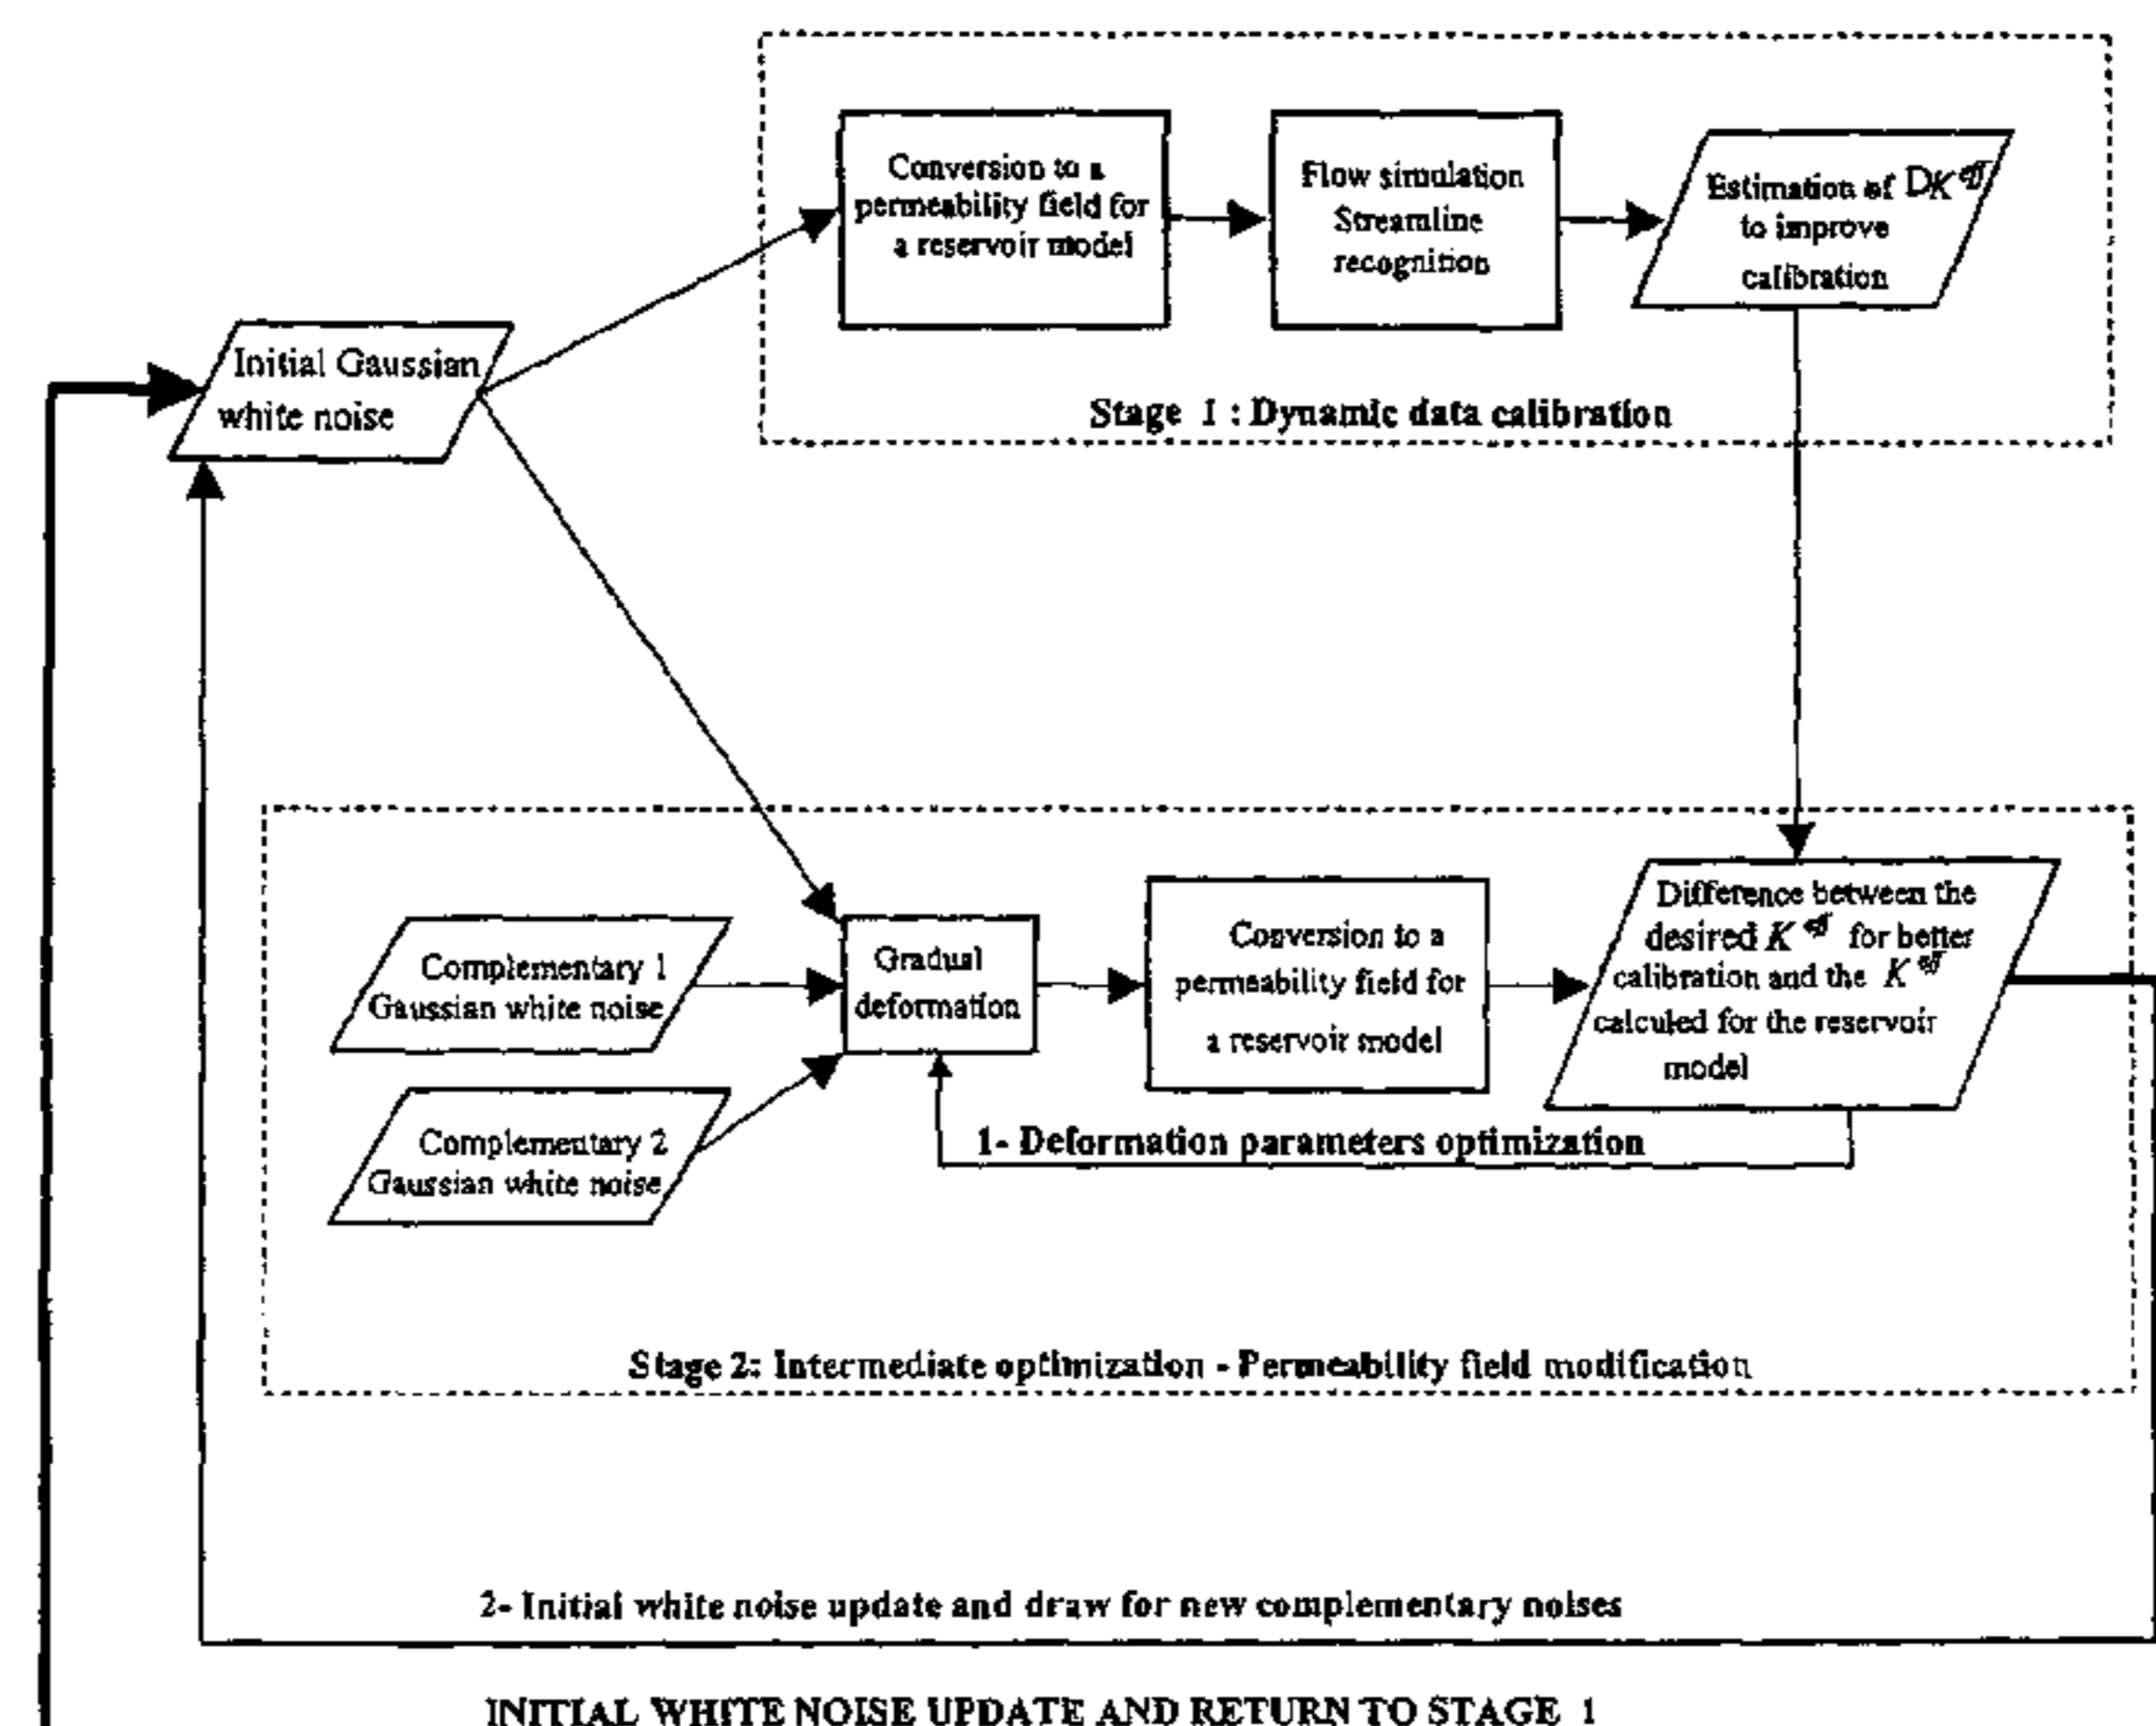 Conversion to a
permeability field for
a reservoir model
Flow simulation
Streamline
recognition
Estimation of DK^eff
to improve
calibration
Initial Gaussian
white noise
Stage 1 : Dynamic data calibration
Complementary 1
Gaussian white noise
Gradual
deformation
Conversion to a
permeability field for
a reservoir model
Difference between the
desired K^eff for better
calibration and the K^eff
calculed for the reservoir
model
Complementary 2
Gaussian white noise
1- Deformation parameters optimization
Stage 2: Intermediate optimization - Permeability field modification
2- Initial white noise update and draw for new complementary noises
INITIAL WHITE NOISE UPDATE AND RETURN TO STAGE 1